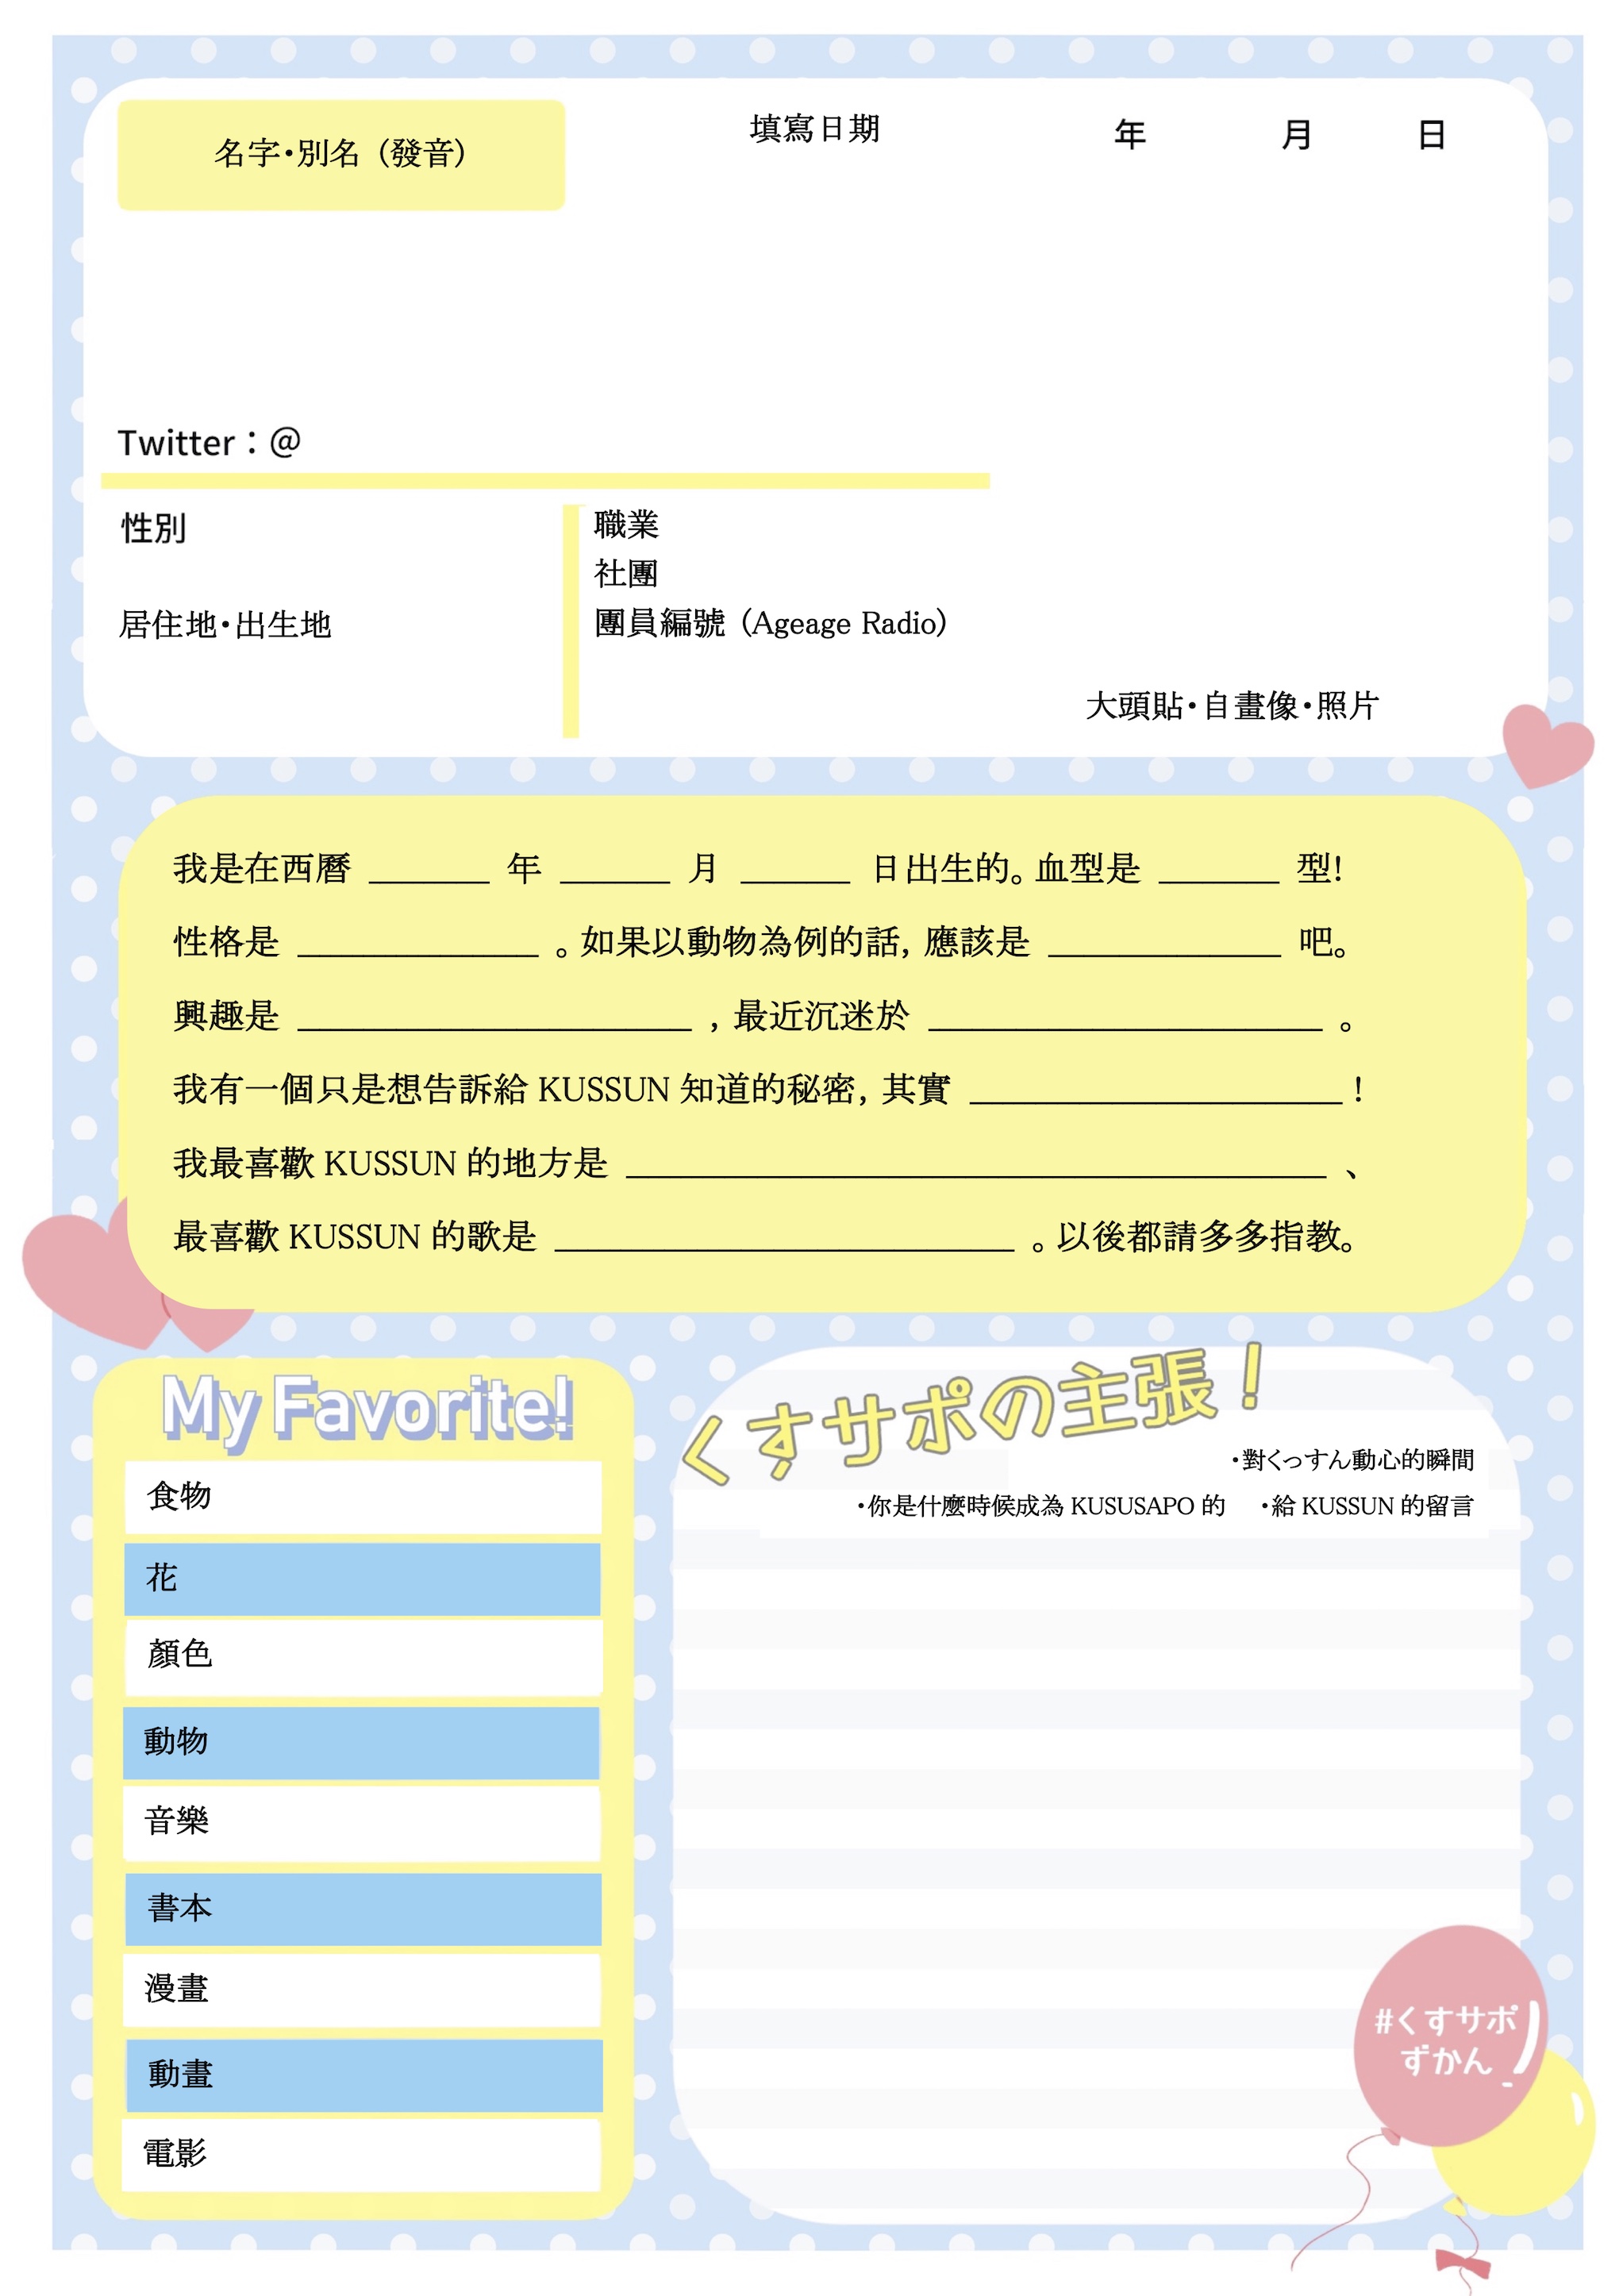 名字・別名（發音）
填寫日期 年 月 日
Twitter：@
性別
居住地・出生地
職業
社團
團員編號（Ageage Radio）
大頭貼・自畫像・照片
我是在西曆 ______ 年 ______ 月 ______ 日出生的。血型是 ______ 型！
性格是 ____________ 。如果以動物為例的話，應該是 ____________ 吧。
興趣是 ____________________ ，最近沉迷於 ____________________ 。
我有一個只是想告訴給 KUSSUN 知道的秘密，其實 ___________________！
我最喜歡 KUSSUN 的地方是 ___________________________________ 、
最喜歡 KUSSUN 的歌是 _______________________ 。以後都請多多指教。
My Favorite!
食物
花
顏色
動物
音樂
書本
漫畫
動畫
電影
くすサポの主張！
・對くっすん動心的瞬間
・你是什麼時候成為 KUSUSAPO 的 ・給 KUSSUN 的留言
#くすサポ
ずかん